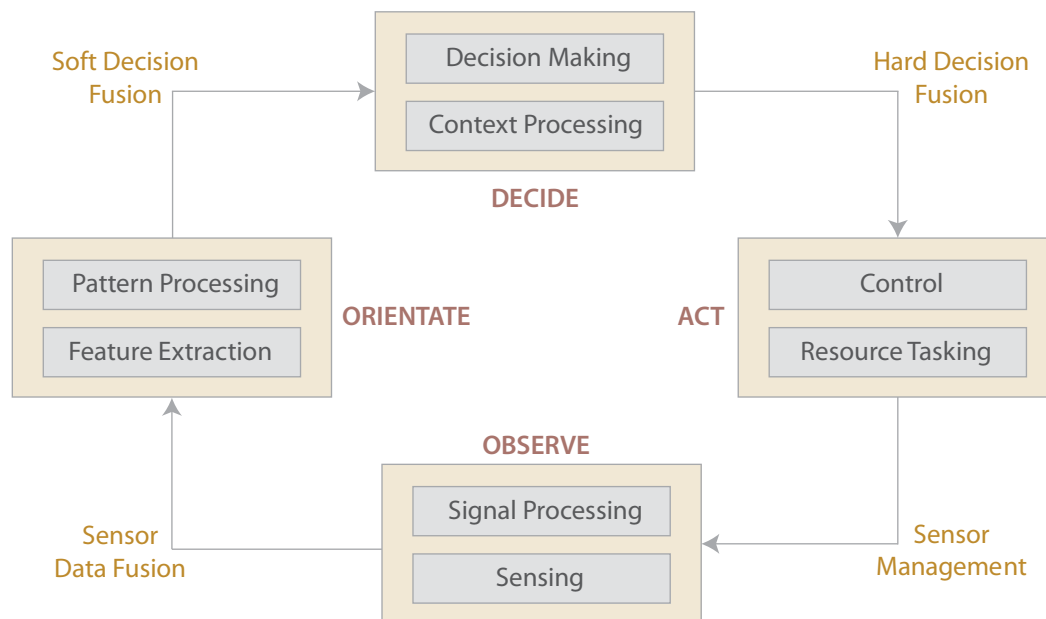 Soft Decision
Fusion
Decision Making
Context Processing
DECIDE
Hard Decision
Fusion
Pattern Processing
Feature Extraction
ORIENTATE
ACT
Control
Resource Tasking
OBSERVE
Signal Processing
Sensing
Sensor
Data Fusion
Sensor
Management